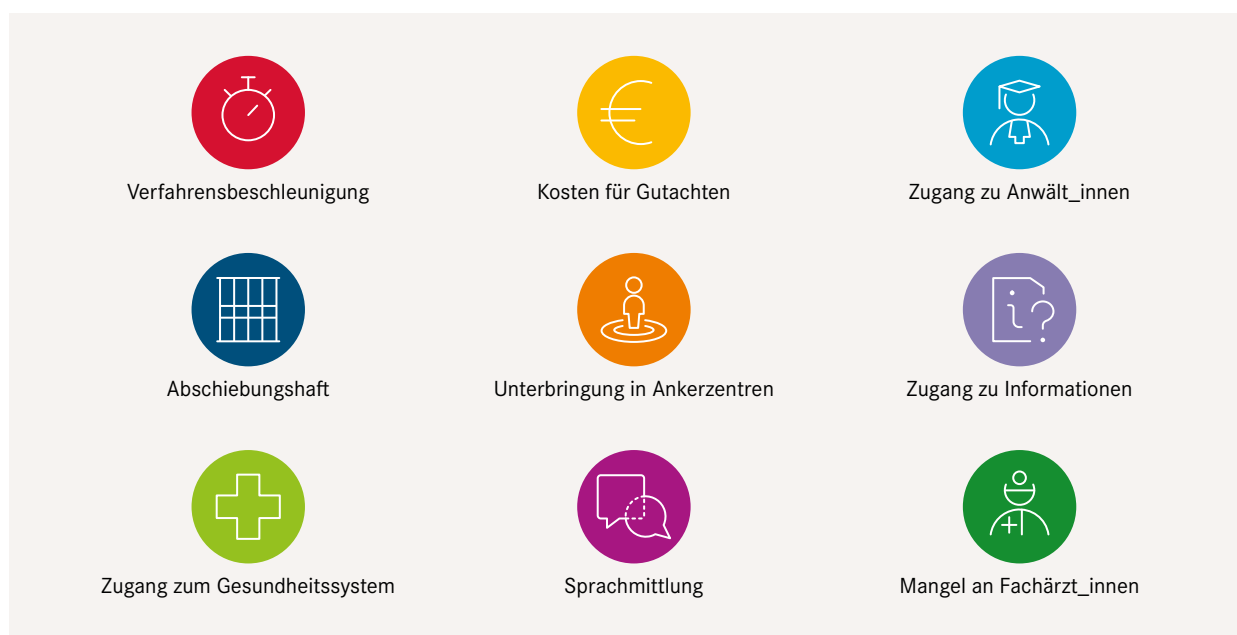 Verfahrensbeschleunigung
Kosten für Gutachten
Zugang zu Anwält_innen
Abschiebungshaft
Unterbringung in Ankerzentren
Zugang zu Informationen
Zugang zum Gesundheitssystem
Sprachmittlung
Mangel an Fachärzt_innen